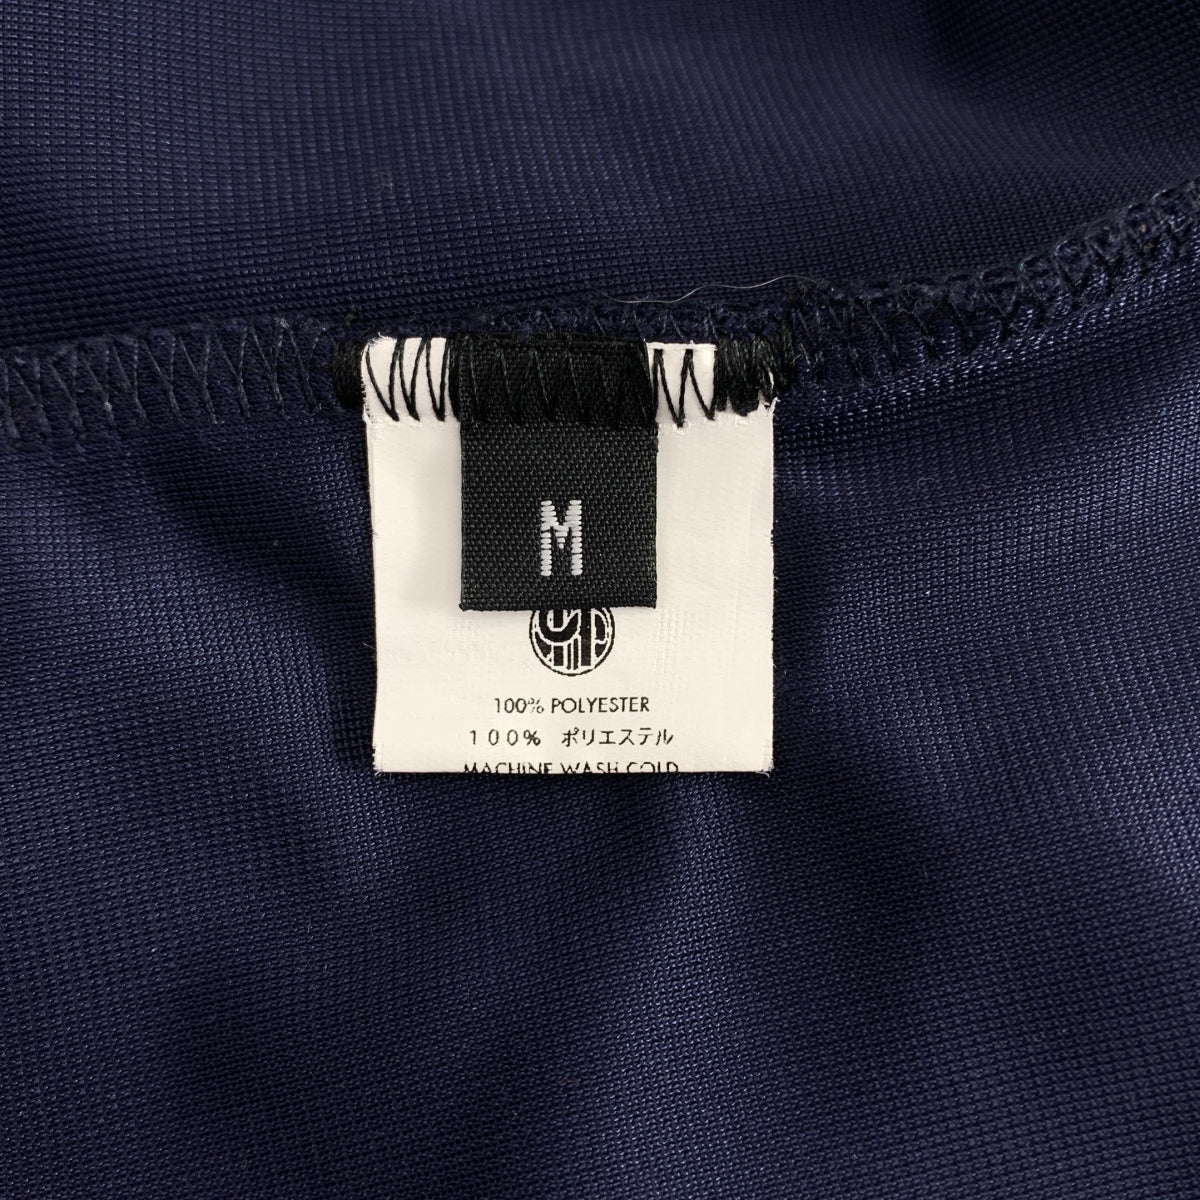 M
100% POLYESTER
100% ポリエステル
MACHINE WASH COLD